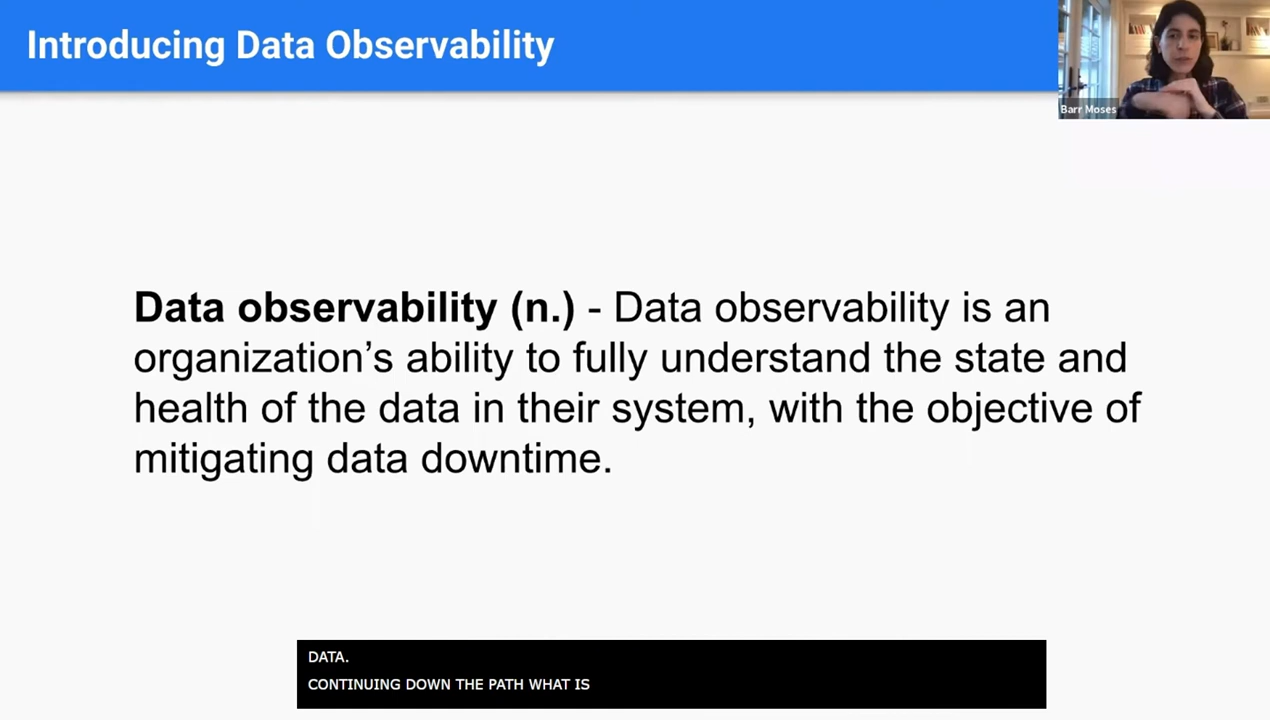 Introducing Data Observability
Barr Moses
Data observability (n.) - Data observability is an
organization’s ability to fully understand the state and
health of the data in their system, with the objective of
mitigating data downtime.
DATA.
CONTINUING DOWN THE PATH WHAT IS